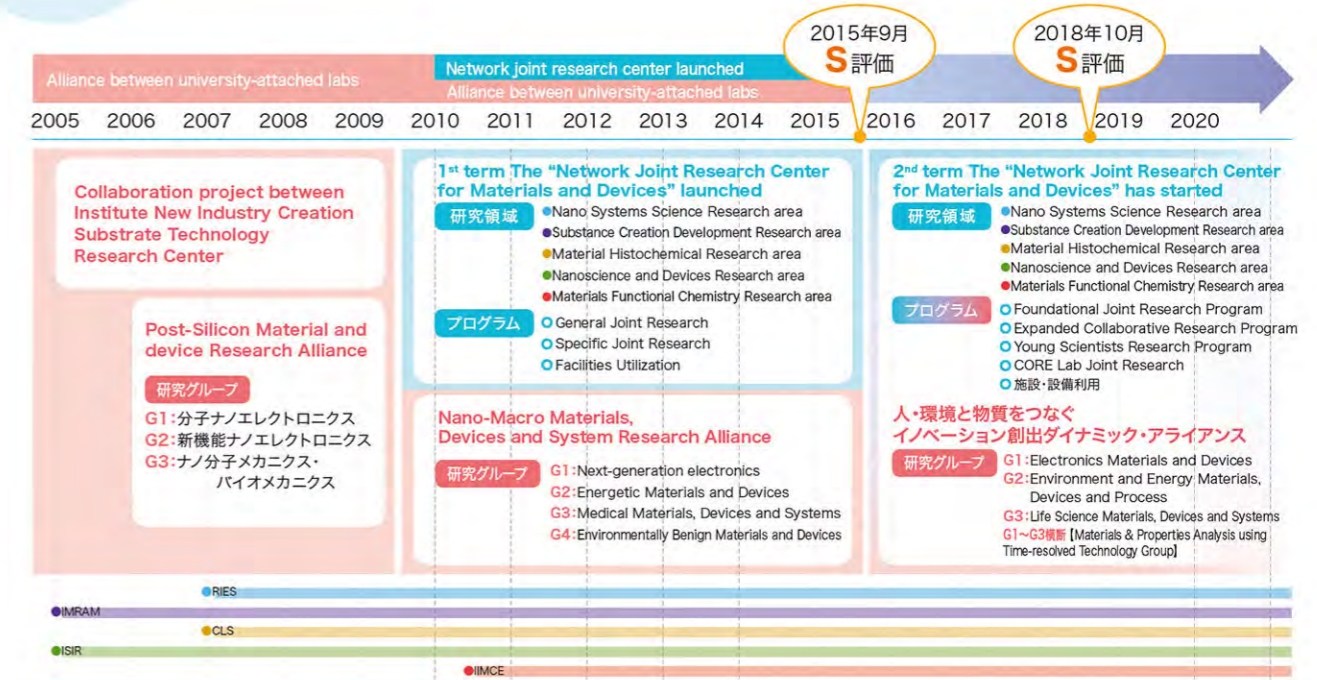 2015年9月
S評価
2018年10月
S評価
Alliance between university-attached labs
Network joint research center launched
Alliance between university-attached labs
2005 2006 2007 2008 2009 2010 2011 2012 2013 2014 2015 2016 2017 2018 2019 2020
Collaboration project between
Institute New Industry Creation
Substrate Technology
Research Center
Post-Silicon Material and
device Research Alliance
研究グループ
G1:分子ナノエレクトロニクス
G2:新機能ナノエレクトロニクス
G3:ナノ分子メカニクス・
バイオメカニクス
1st term The “Network Joint Research Center
for Materials and Devices” launched
研究領域
Nano Systems Science Research area
Substance Creation Development Research area
Material Histochemical Research area
Nanoscience and Devices Research area
Materials Functional Chemistry Research area
プログラム
General Joint Research
Specific Joint Research
Facilities Utilization
Nano-Macro Materials,
Devices and System Research Alliance
研究グループ
G1:Next-generation electronics
G2:Energetic Materials and Devices
G3:Medical Materials, Devices and Systems
G4:Environmentally Benign Materials and Devices
2nd term The “Network Joint Research Center
for Materials and Devices” has started
研究領域
Nano Systems Science Research area
Substance Creation Development Research area
Material Histochemical Research area
Nanoscience and Devices Research area
Materials Functional Chemistry Research area
プログラム
Foundational Joint Research Program
Expanded Collaborative Research Program
Young Scientists Research Program
CORE Lab Joint Research
施設・設備利用
人・環境と物質をつなぐ
イノベーション創出ダイナミック・アライアンス
研究グループ
G1:Electronics Materials and Devices
G2:Environment and Energy Materials,
Devices and Process
G3:Life Science Materials, Devices and Systems
G1〜G3横断【Materials & Properties Analysis using
Time-resolved Technology Group】
RIES
IMRAM
CLS
ISIR
IIMCE